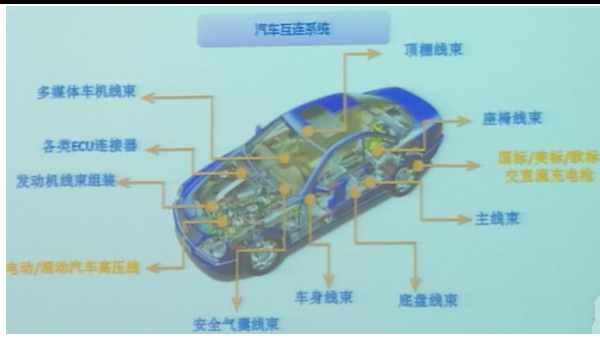 汽车互连系统
顶棚线束
多媒体车机线束
座椅线束
各类ECU连接器
国标/美标/欧标
交直流充电枪
发动机线束组装
主线束
电动/混动汽车高压线
车身线束
底盘线束
安全气囊线束